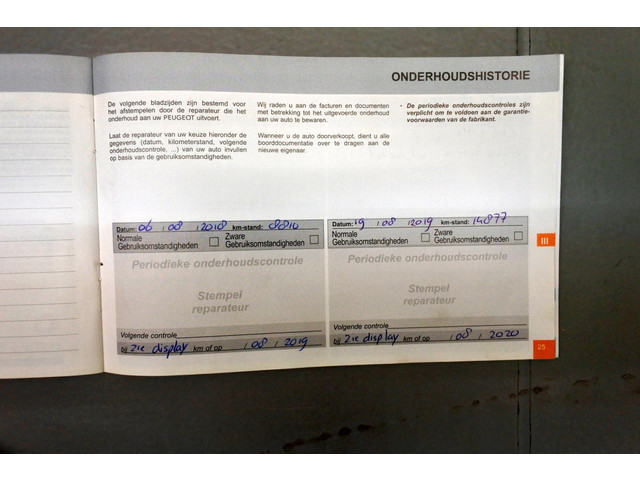 ONDERHOUDSHISTORIE
De volgende bladzijden zijn bestemd voor
het afstempelen door de reparateur die het
onderhoud aan uw PEUGEOT uitvoert.
Laat de reparateur van uw keuze hieronder de
gegevens (datum, kilometerstand, volgende
onderhoudscontrole, ...) van uw auto invullen
op basis van de gebruiksomstandigheden.
Wij raden u aan de facturen en documenten
met betrekking tot het uitgevoerde onderhoud
aan uw auto te bewaren.
Wanneer u de auto doorverkoopt, dient u alle
boorddocumentatie over te dragen aan de
nieuwe eigenaar.
- De periodieke onderhoudscontroles zijn
verplicht om te voldoen aan de garantie-
voorwaarden van de fabrikant.
Datum: 06 / 08 / 2018 km-stand: 8810
Normale
Gebruiksomstandigheden
Zware
Gebruiksomstandigheden
Periodieke onderhoudscontrole
Stempel
reparateur
Volgende controle
bij zie display km of op / 08 / 2019
Datum: 19 / 08 / 2019 km-stand: 14877
Normale
Gebruiksomstandigheden
Zware
Gebruiksomstandigheden
Periodieke onderhoudscontrole
Stempel
reparateur
Volgende controle
bij zie display km of op / 08 / 2020
III
25